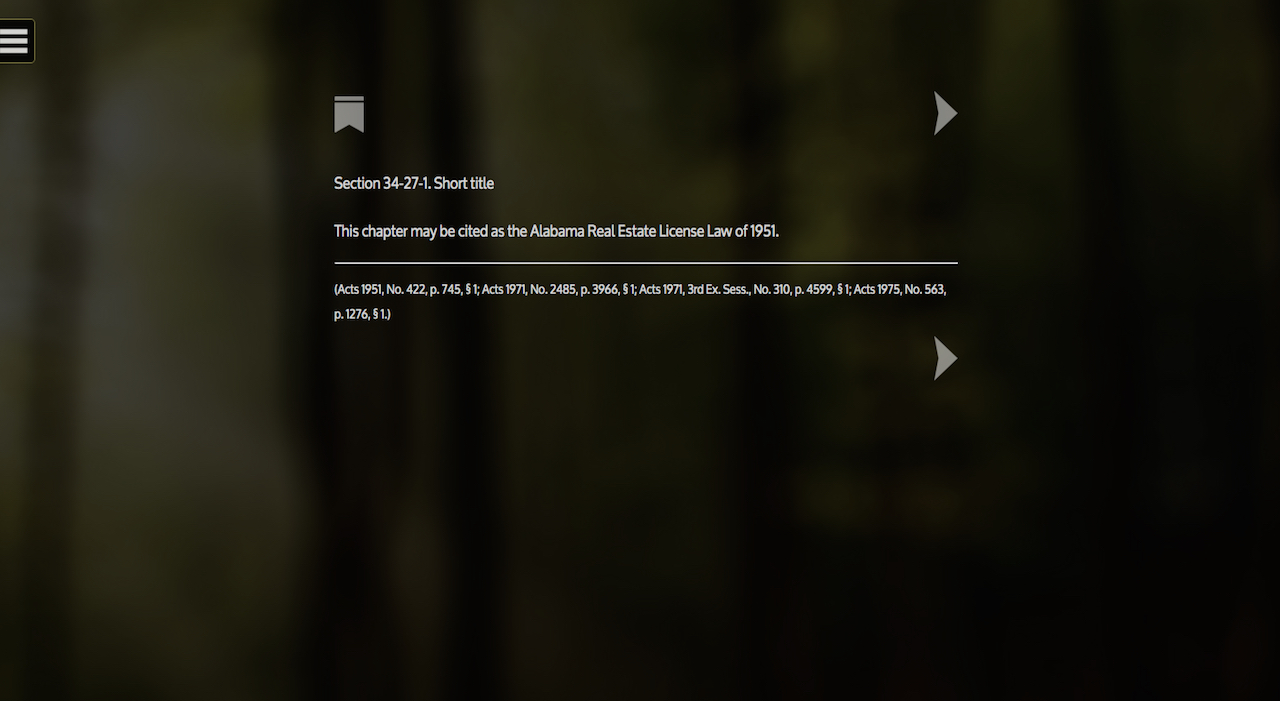 Section 34-27-1. Short title
This chapter may be cited as the Alabama Real Estate License Law of 1951.
(Acts 1951, No. 422, p. 745, § 1; Acts 1971, No. 2485, p. 3966, § 1; Acts 1971, 3rd Ex. Sess., No. 310, p. 4599, § 1; Acts 1975, No. 563,
p. 1276, § 1.)